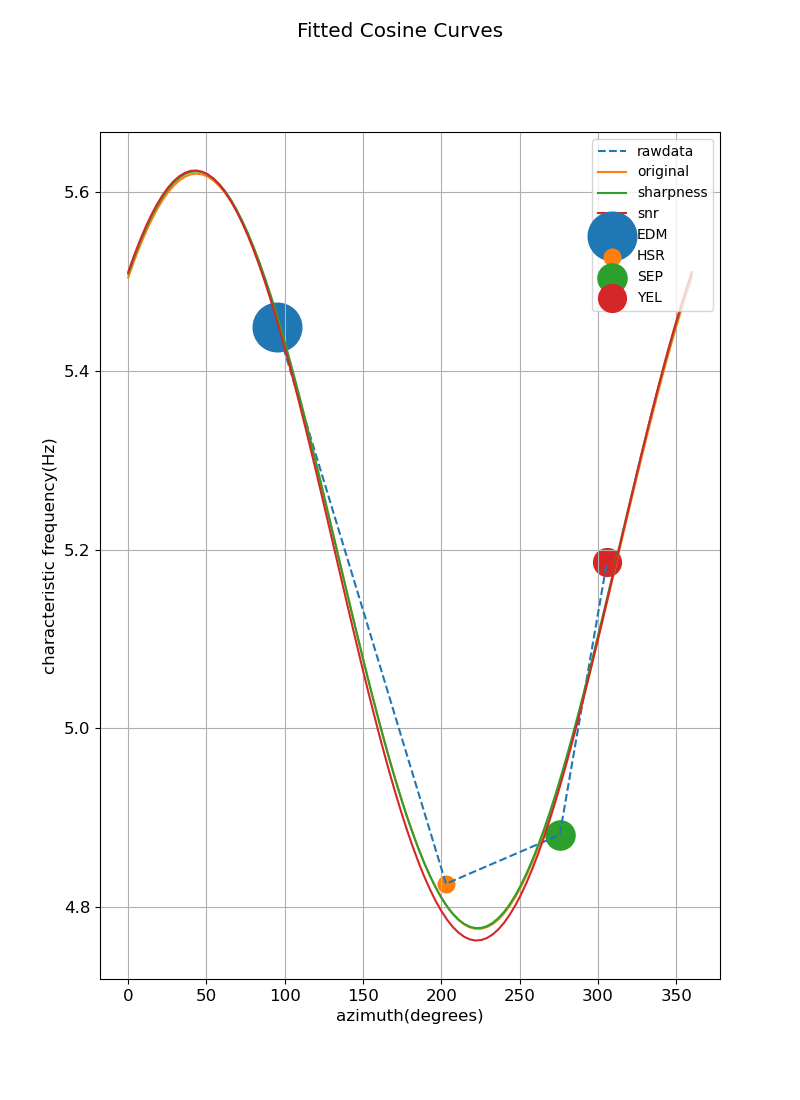 Fitted Cosine Curves
rawdata
original
sharpness
snr
EDM
HSR
SEP
YEL
5.6
5.4
5.2
5.0
4.8
characteristic frequency(Hz)
0 50 100 150 200 250 300 350
azimuth(degrees)